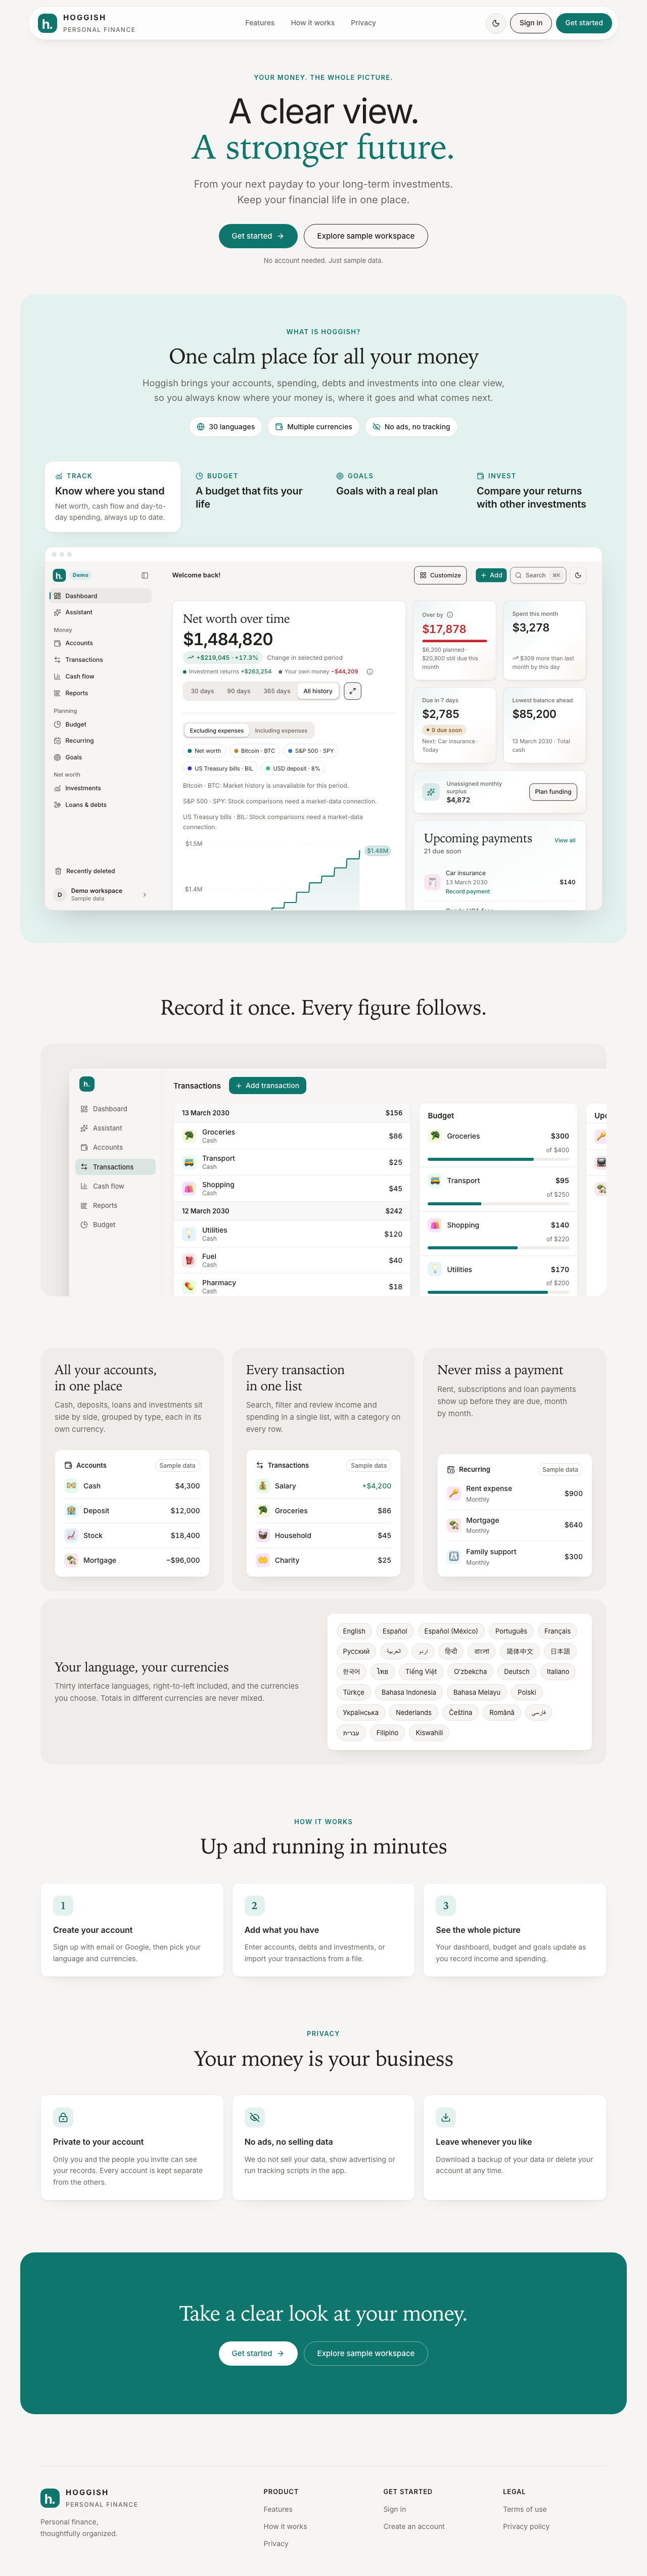 h.
HOGGISH
PERSONAL FINANCE
Features
How it works
Privacy
Sign in
Get started
YOUR MONEY. THE WHOLE PICTURE.
A clear view.
A stronger future.
From your next payday to your long-term investments.
Keep your financial life in one place.
Get started
Explore sample workspace
No account needed. Just sample data.
WHAT IS HOGGISH?
One calm place for all your money
Hoggish brings your accounts, spending, debts and investments into one clear view,
so you always know where your money is, where it goes and what comes next.
30 languages
Multiple currencies
No ads, no tracking
TRACK
Know where you stand
Net worth, cash flow and day-to-
day spending, always up to date.
BUDGET
A budget that fits your
life
GOALS
Goals with a real plan
INVEST
Compare your returns
with other investments
h.
Demo
Dashboard
Assistant
Money
Accounts
Transactions
Cash flow
Reports
Planning
Budget
Recurring
Goals
Net worth
Investments
Loans & debts
Recently deleted
D
Demo workspace
Sample data
Welcome back!
Customize
Add
Search
⌘K
Net worth over time
$1,484,820
+$219,045 · +17.3%
Change in selected period
Investment returns +$263,254
Your own money −$44,209
30 days
90 days
365 days
All history
Excluding expenses
Including expenses
Net worth
Bitcoin · BTC
S&P 500 · SPY
US Treasury bills · BIL
USD deposit · 8%
Bitcoin · BTC: Market history is unavailable for this period.
S&P 500 · SPY: Stock comparisons need a market-data connection.
US Treasury bills · BIL: Stock comparisons need a market-data
connection.
$1.5M
$1.48M
$1.4M
Over by
$17,878
$6,200 planned ·
$20,800 still due this
month
Spent this month
$3,278
$309 more than last
month by this day
Due in 7 days
$2,785
9 due soon
Next: Car insurance ·
Today
Lowest balance ahead
$85,200
13 March 2030 · Total
cash
Unassigned monthly
surplus
$4,872
Plan funding
Upcoming payments
View all
21 due soon
Car insurance
13 March 2030
Record payment
$140
Record it once. Every figure follows.
h.
Dashboard
Assistant
Accounts
Transactions
Cash flow
Reports
Budget
Transactions
Add transaction
13 March 2030
$156
Groceries
Cash
$86
Transport
Cash
$25
Shopping
Cash
$45
12 March 2030
$242
Utilities
Cash
$120
Fuel
Cash
$40
Pharmacy
Cash
$18
Budget
Groceries
$300
of $400
Transport
$95
of $250
Shopping
$140
of $220
Utilities
$170
of $200
All your accounts,
in one place
Cash, deposits, loans and investments sit
side by side, grouped by type, each in its
own currency.
Accounts
Sample data
Cash
$4,300
Deposit
$12,000
Stock
$18,400
Mortgage
−$96,000
Every transaction
in one list
Search, filter and review income and
spending in a single list, with a category on
every row.
Transactions
Sample data
Salary
+$4,200
Groceries
$86
Household
$45
Charity
$25
Never miss a payment
Rent, subscriptions and loan payments
show up before they are due, month
by month.
Recurring
Sample data
Rent expense
Monthly
$900
Mortgage
Monthly
$640
Family support
Monthly
$300
Your language, your currencies
Thirty interface languages, right-to-left included, and the currencies
you choose. Totals in different currencies are never mixed.
English
Español
Español (México)
Português
Français
Русский
العربية
اردو
हिन्दी
বাংলা
简体中文
日本語
한국어
ไทย
Tiếng Việt
O'zbekcha
Deutsch
Italiano
Türkçe
Bahasa Indonesia
Bahasa Melayu
Polski
Українська
Nederlands
Čeština
Română
فارسی
עברית
Filipino
Kiswahili
HOW IT WORKS
Up and running in minutes
1
Create your account
Sign up with email or Google, then pick your
language and currencies.
2
Add what you have
Enter accounts, debts and investments, or
import your transactions from a file.
3
See the whole picture
Your dashboard, budget and goals update as
you record income and spending.
PRIVACY
Your money is your business
Private to your account
Only you and the people you invite can see
your records. Every account is kept separate
from the others.
No ads, no selling data
We do not sell your data, show advertising or
run tracking scripts in the app.
Leave whenever you like
Download a backup of your data or delete your
account at any time.
Take a clear look at your money.
Get started
Explore sample workspace
h.
HOGGISH
PERSONAL FINANCE
Personal finance,
thoughtfully organized.
PRODUCT
Features
How it works
Privacy
GET STARTED
Sign in
Create an account
LEGAL
Terms of use
Privacy policy